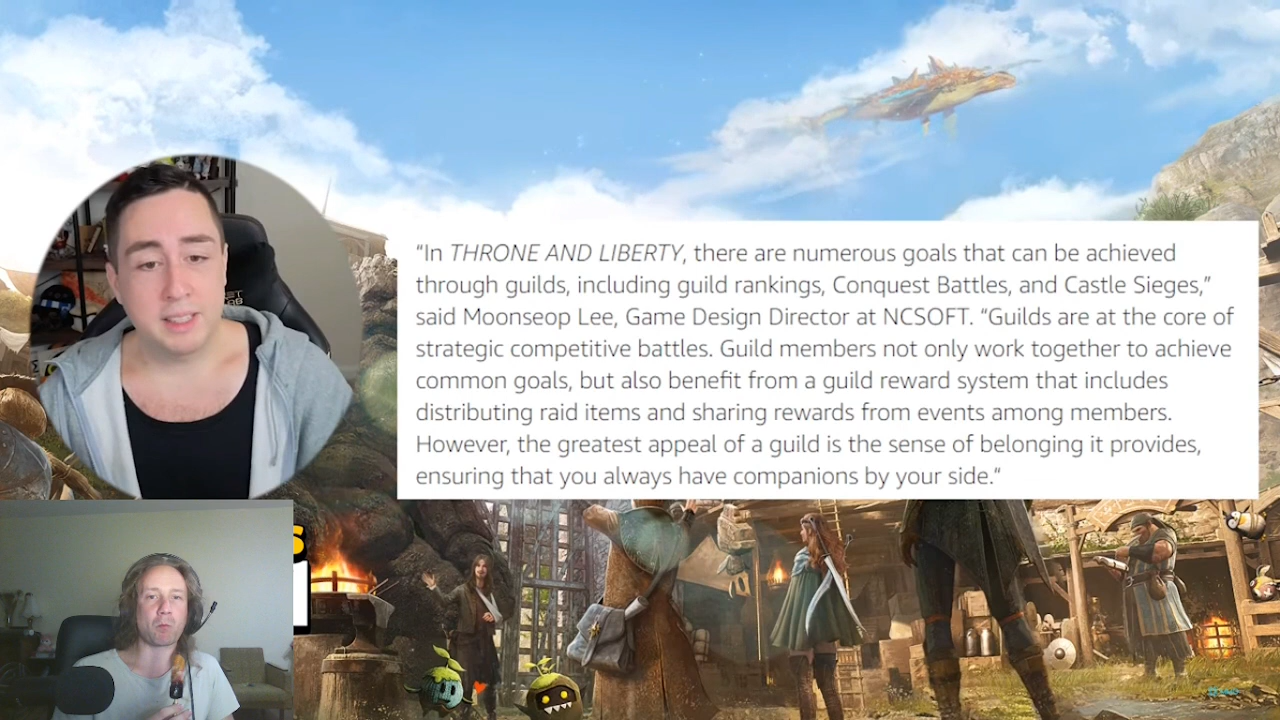 “In THRONE AND LIBERTY, there are numerous goals that can be achieved
through guilds, including guild rankings, Conquest Battles, and Castle Sieges,”
said Moonseop Lee, Game Design Director at NCSOFT. “Guilds are at the core of
strategic competitive battles. Guild members not only work together to achieve
common goals, but also benefit from a guild reward system that includes
distributing raid items and sharing rewards from events among members.
However, the greatest appeal of a guild is the sense of belonging it provides,
ensuring that you always have companions by your side.“